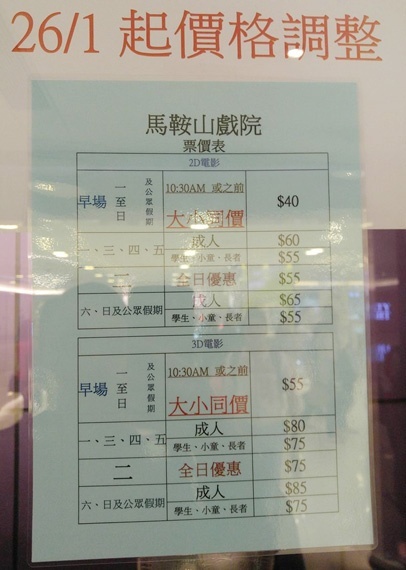 26/1 起價格調整
馬鞍山戲院
票價表
2D電影
早場 一至日 及公眾假期 10:30AM 或之前 大小同價 $40
一、三、四、五 成人 $60
學生、小童、長者 $55
二 全日優惠 $55
六、日及公眾假期 成人 $65
學生、小童、長者 $55
3D電影
早場 一至日 及公眾假期 10:30AM 或之前 大小同價 $55
一、三、四、五 成人 $80
學生、小童、長者 $75
二 全日優惠 $75
六、日及公眾假期 成人 $85
學生、小童、長者 $75